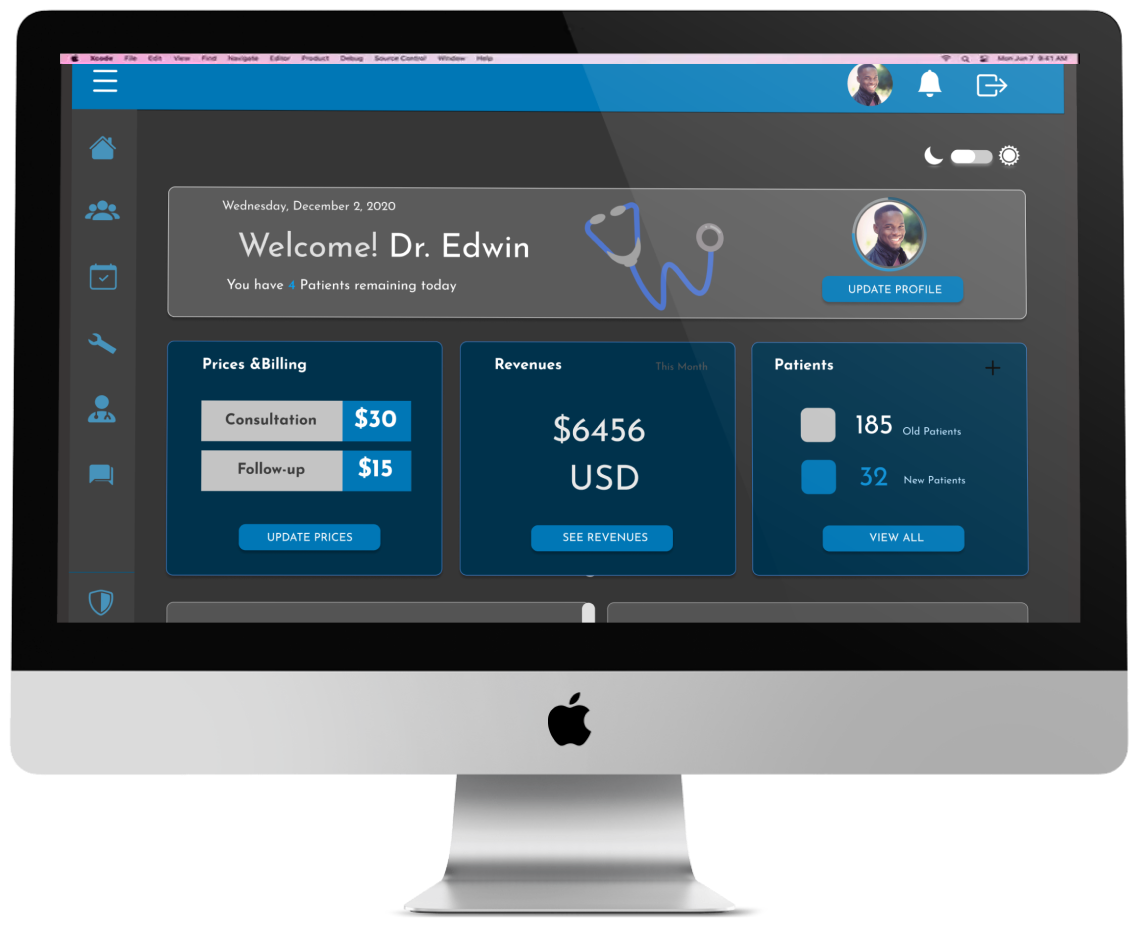 Xcode File Edit View Find Navigate Editor Product Debug Source Control Window Help Mon Jun 7 9:41 AM
Wednesday, December 2, 2020
Welcome! Dr. Edwin
You have 4 Patients remaining today
UPDATE PROFILE
Prices &Billing
Consultation $30
Follow-up $15
UPDATE PRICES
Revenues This Month
$6456
USD
SEE REVENUES
Patients +
185 Old Patients
32 New Patients
VIEW ALL